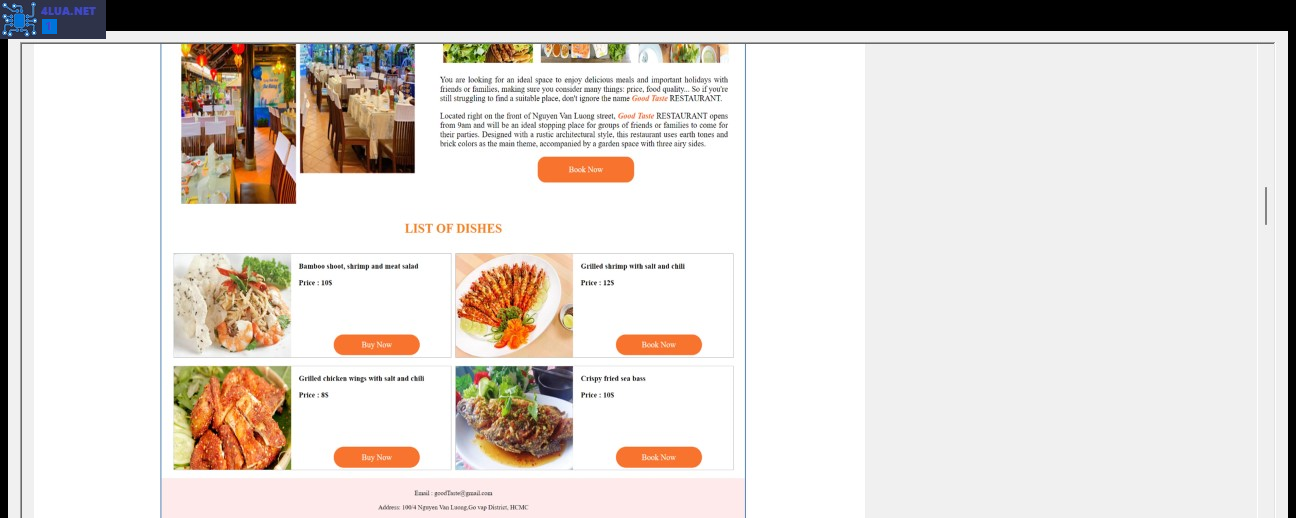 4LUA.NET
You are looking for an ideal space to enjoy delicious meals and important holidays with
friends or families, making sure you consider many things: price, food quality... So if you're
still struggling to find a suitable place, don't ignore the name Good Taste RESTAURANT.
Located right on the front of Nguyen Van Luong street, Good Taste RESTAURANT opens
from 9am and will be an ideal stopping place for groups of friends or families to come for
their parties. Designed with a rustic architectural style, this restaurant uses earth tones and
brick colors as the main theme, accompanied by a garden space with three airy sides.
Book Now
LIST OF DISHES
Bamboo shoot, shrimp and meat salad
Price : 10$
Buy Now
Grilled shrimp with salt and chili
Price : 12$
Book Now
Grilled chicken wings with salt and chili
Price : 8$
Buy Now
Crispy fried sea bass
Price : 10$
Book Now
Email : goodTaste@gmail.com
Address: 100/4 Nguyen Van Luong,Go vap District, HCMC